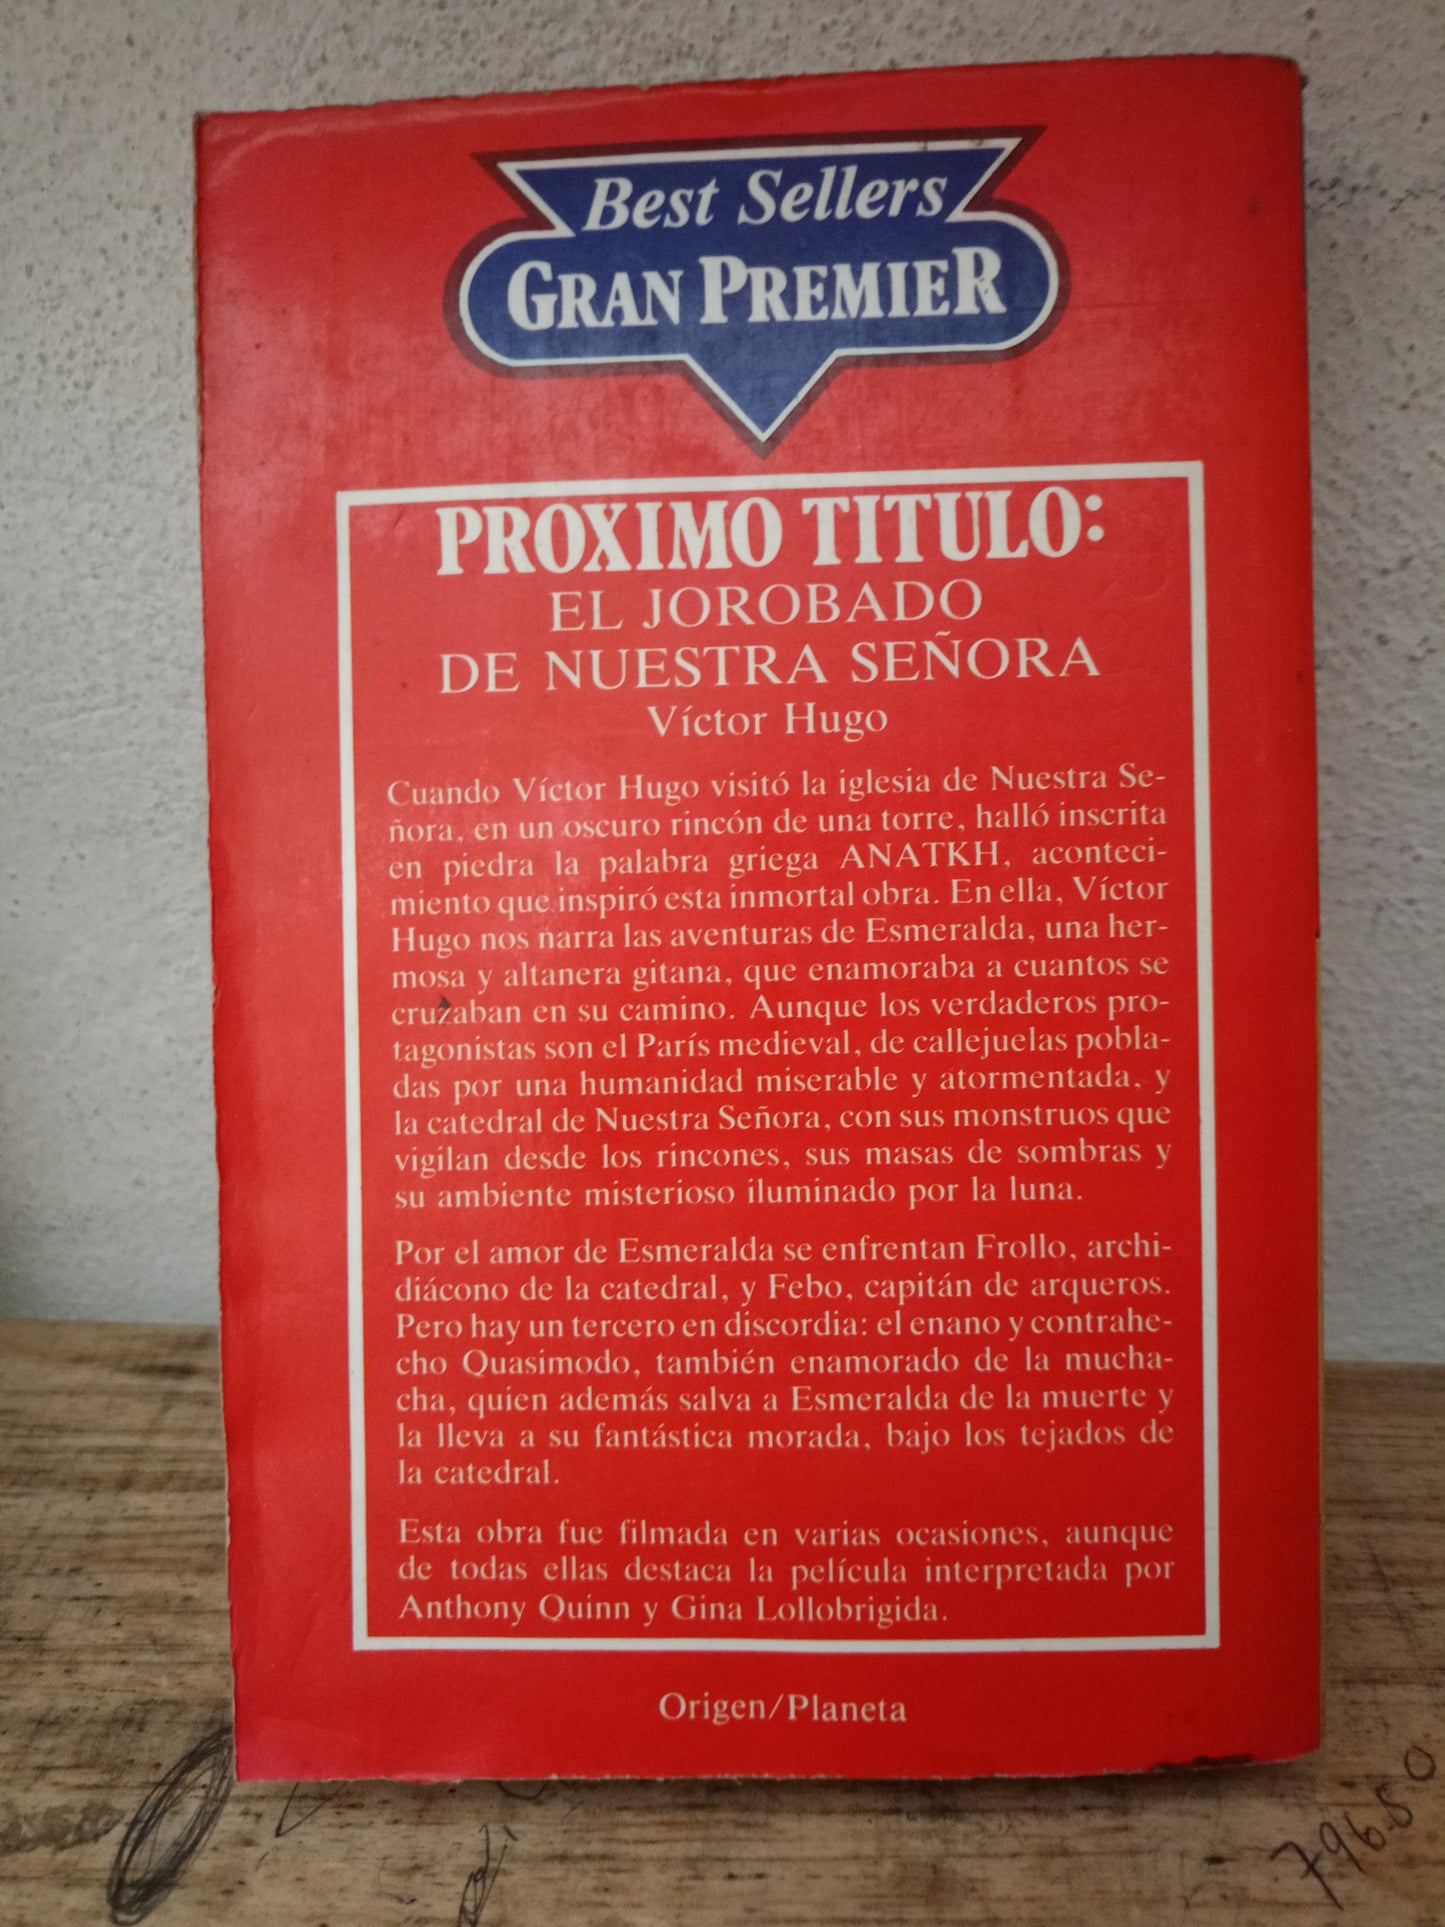 Best Sellers
GRAN PREMIER
PROXIMO TITULO:
EL JOROBADO
DE NUESTRA SEÑORA
Víctor Hugo
Cuando Víctor Hugo visitó la iglesia de Nuestra Se-
ñora, en un oscuro rincón de una torre, halló inscrita
en piedra la palabra griega ANATKH, aconteci-
miento que inspiró esta inmortal obra. En ella, Víctor
Hugo nos narra las aventuras de Esmeralda, una her-
mosa y altanera gitana, que enamoraba a cuantos se
cruzaban en su camino. Aunque los verdaderos pro-
tagonistas son el París medieval, de callejuelas pobla-
das por una humanidad miserable y atormentada, y
la catedral de Nuestra Señora, con sus monstruos que
vigilan desde los rincones, sus masas de sombras y
su ambiente misterioso iluminado por la luna.
Por el amor de Esmeralda se enfrentan Frollo, archi-
diácono de la catedral, y Febo, capitán de arqueros.
Pero hay un tercero en discordia: el enano y contrahe-
cho Quasimodo, también enamorado de la mucha-
cha, quien además salva a Esmeralda de la muerte y
la lleva a su fantástica morada, bajo los tejados de
la catedral.
Esta obra fue filmada en varias ocasiones, aunque
de todas ellas destaca la película interpretada por
Anthony Quinn y Gina Lollobrigida.
Origen/Planeta
796.50